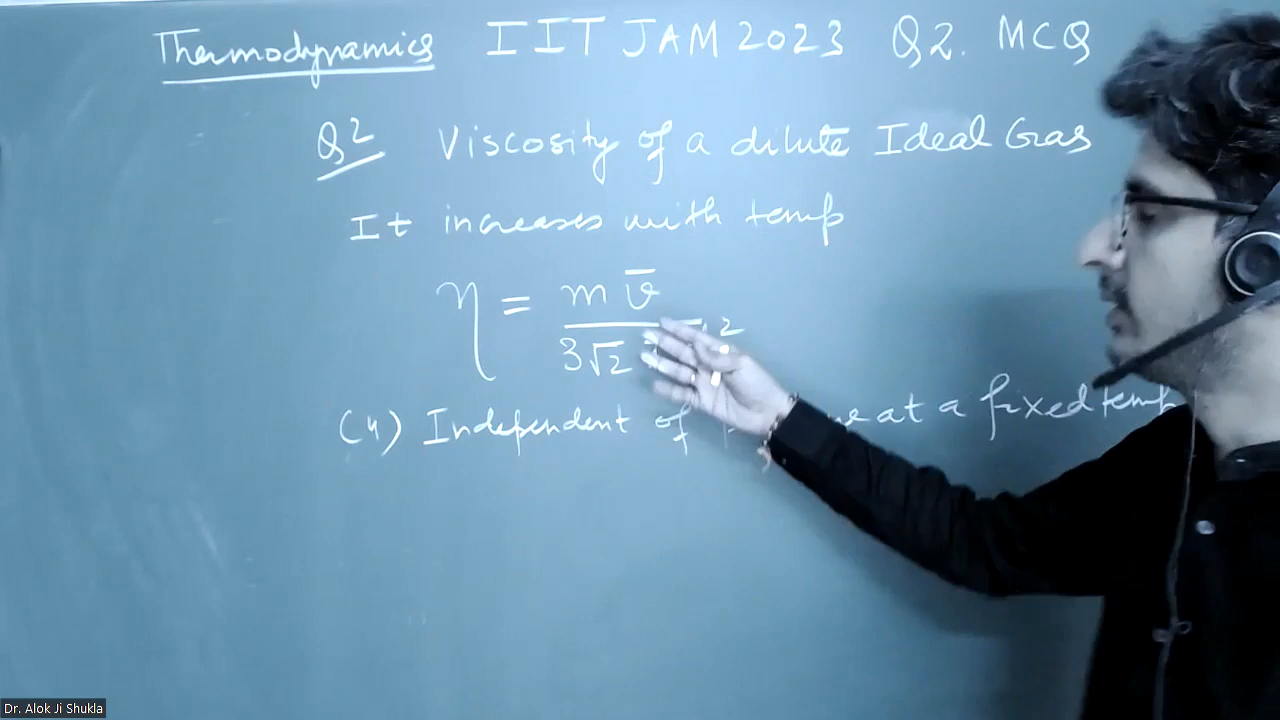 Thermodynamics IIT JAM 2023 Q2. MCQ
Q2 Viscosity of a dilute Ideal Gas
It increases with temp
η = m v̄
3√2 2
(4) Independent of at a fixed temp
Dr. Alok Ji Shukla